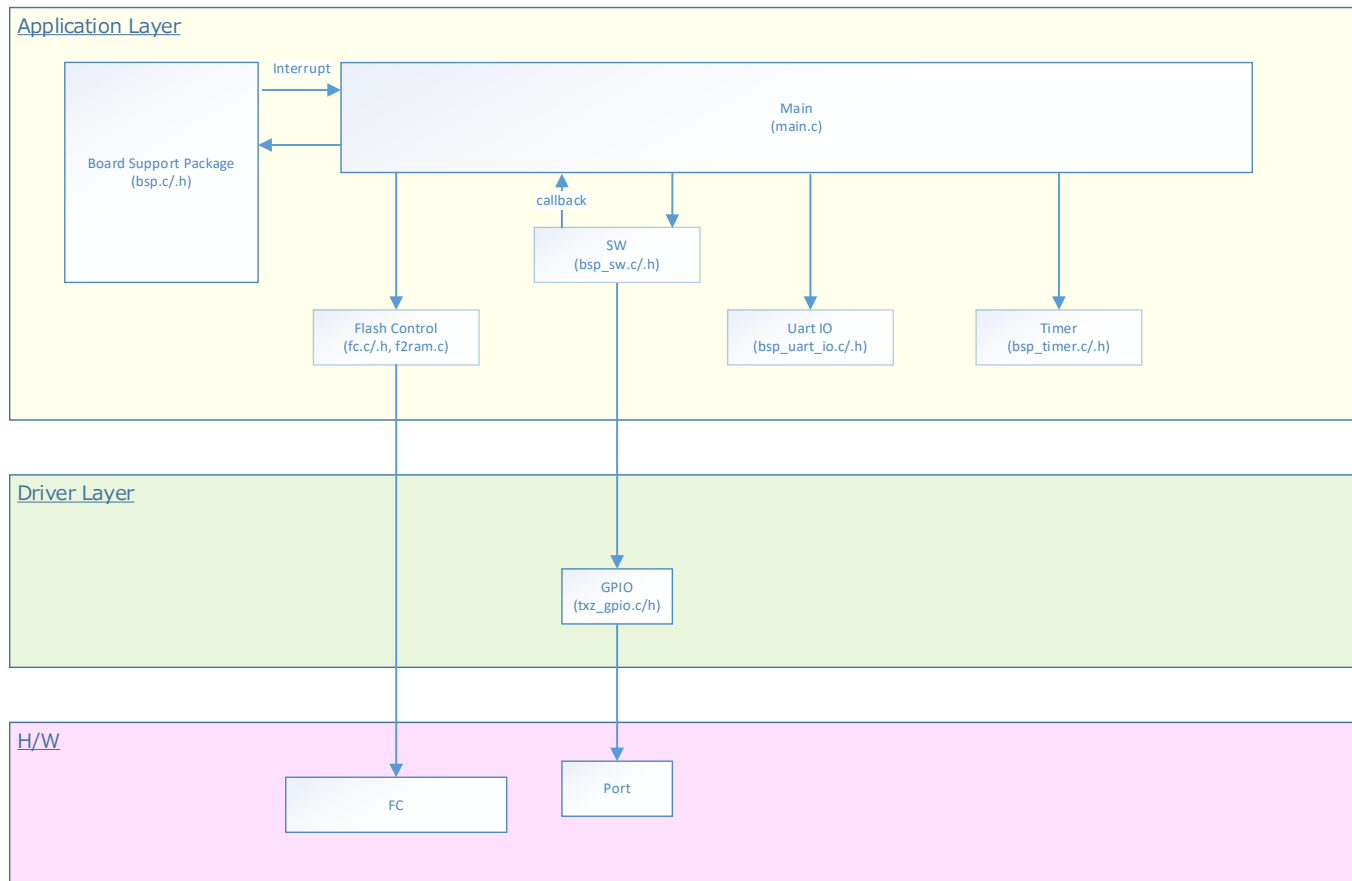 Application Layer
Interrupt
Main
(main.c)
Board Support Package
(bsp.c/.h)
callback
SW
(bsp_sw.c/.h)
Flash Control
(fc.c/.h, f2ram.c)
Uart IO
(bsp_uart_io.c/.h)
Timer
(bsp_timer.c/.h)
Driver Layer
GPIO
(txz_gpio.c/h)
H/W
FC
Port